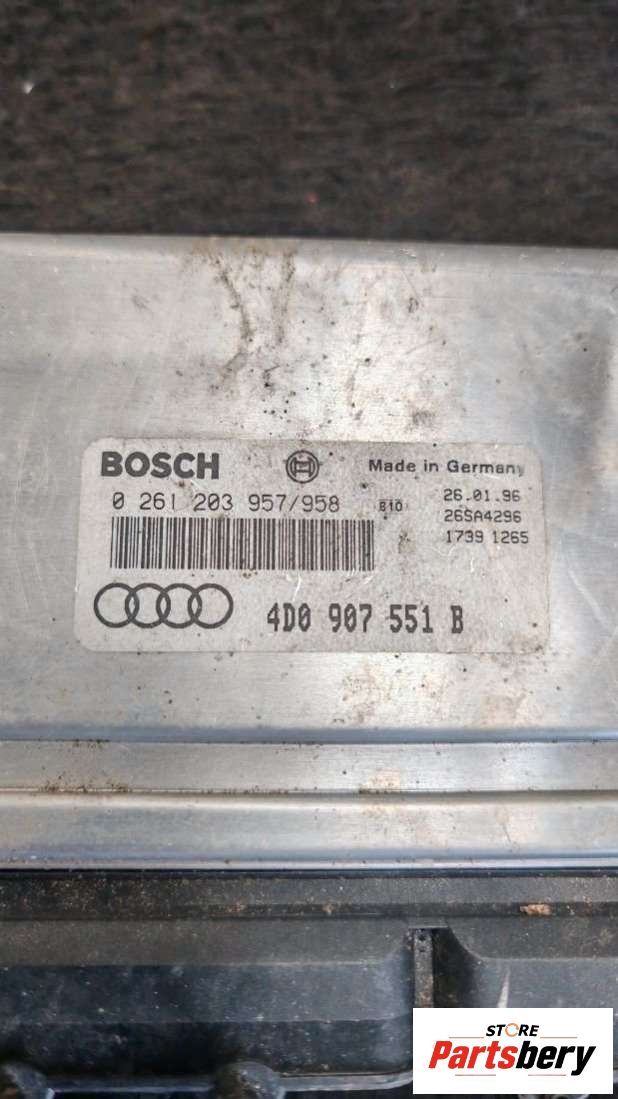 BOSCH
Made in Germany
0 261 203 957/958
B10
26.01.96
26SA4296
1739 1265
4D0 907 551 B
STORE
Partsbery